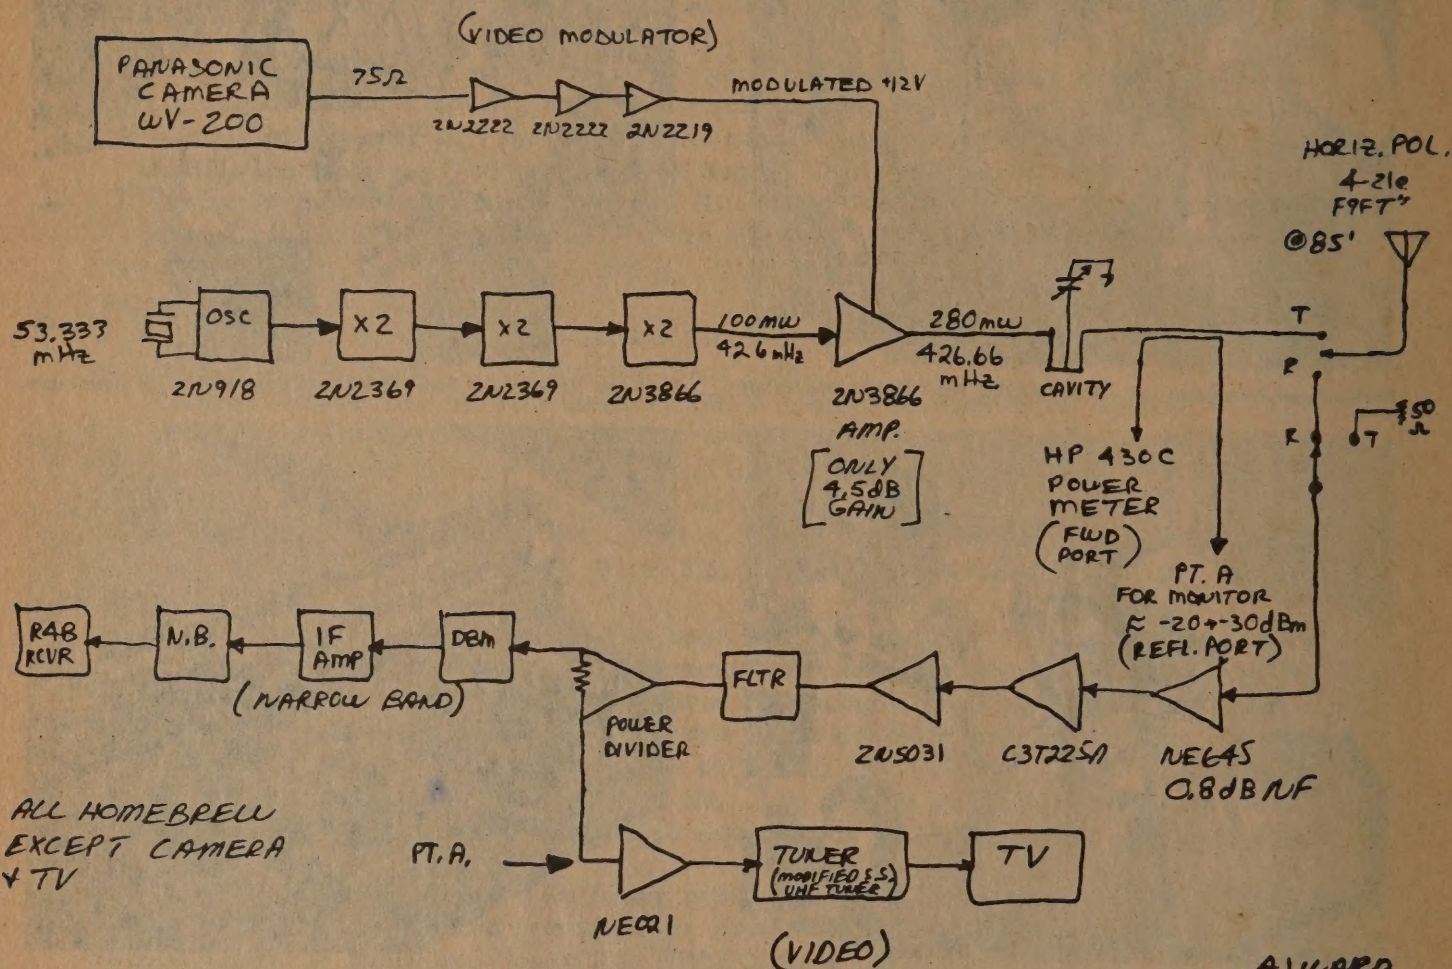 (VIDEO MODULATOR)
PANASONIC
CAMERA
WV-200
75Ω
2N2222
2N2222
2N2219
MODULATED +12V
HORIZ. POL.
4-21e
F9FT"s
@85'
53.333
mHz
OSC
X2
X2
X2
100mw
426mHz
280mw
426.66
mHz
CAVITY
T
R
2N918
2N2369
2N2369
2N3866
2N3866
AMP.
[ONLY
4.5dB
GAIN]
HP 430C
POWER
METER
(FWD
PORT)
R
T
50
Ω
PT. A
FOR MONITOR
≈ -20→-30dBm
(REFL. PORT)
R4B
RCVR
N.B.
IF
AMP
DBM
(NARROW BAND)
POWER
DIVIDER
FLTR
2N5031
NE645
0.8dB NF
ALL HOMEBREW
EXCEPT CAMERA
+ TV
PT. A.
NE021
TUNER
(MODIFIED S.S.
UHF TUNER)
TV
(VIDEO)